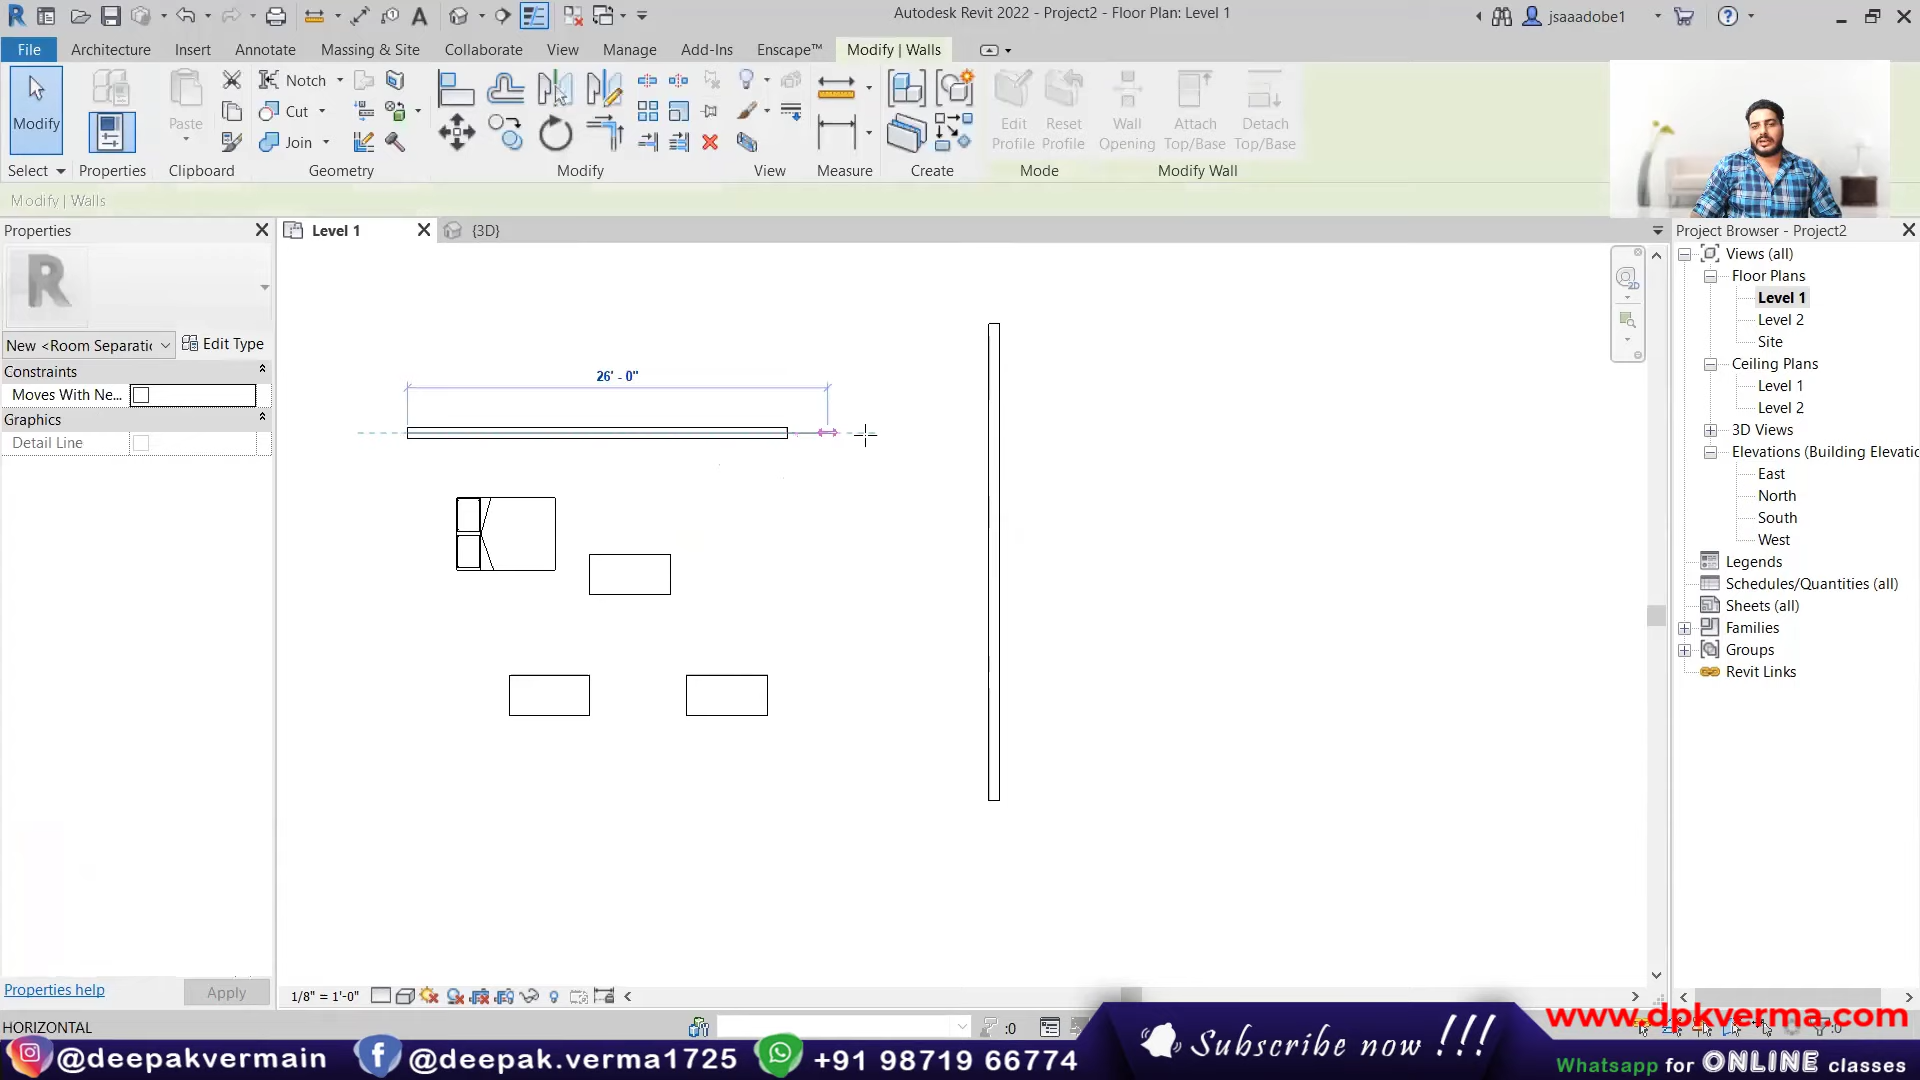 Autodesk Revit 2022 - Project2 - Floor Plan: Level 1
jsaaadobe1
File Architecture Insert Annotate Massing & Site Collaborate View Manage Add-Ins Enscape™ Modify | Walls
Modify
Paste
Notch
Cut
Join
Edit Profile
Reset Profile
Wall Opening
Attach Top/Base
Detach Top/Base
Select Properties Clipboard Geometry Modify View Measure Create Mode Modify Wall
Modify | Walls
Properties
Level 1
{3D}
R
New <Room Separatic
Edit Type
Constraints
Moves With Ne...
Graphics
Detail Line
26' - 0"
2D
Project Browser - Project2
Views (all)
Floor Plans
Level 1
Level 2
Site
Ceiling Plans
Level 1
Level 2
3D Views
Elevations (Building Elevatic
East
North
South
West
Legends
Schedules/Quantities (all)
Sheets (all)
Families
Groups
Revit Links
Properties help
Apply
1/8" = 1'-0"
HORIZONTAL
:0
:0
@deepakvermain
@deepak.verma1725
+91 98719 66774
Subscribe now !!!
www.dpkverma.com
Whatsapp for ONLINE classes